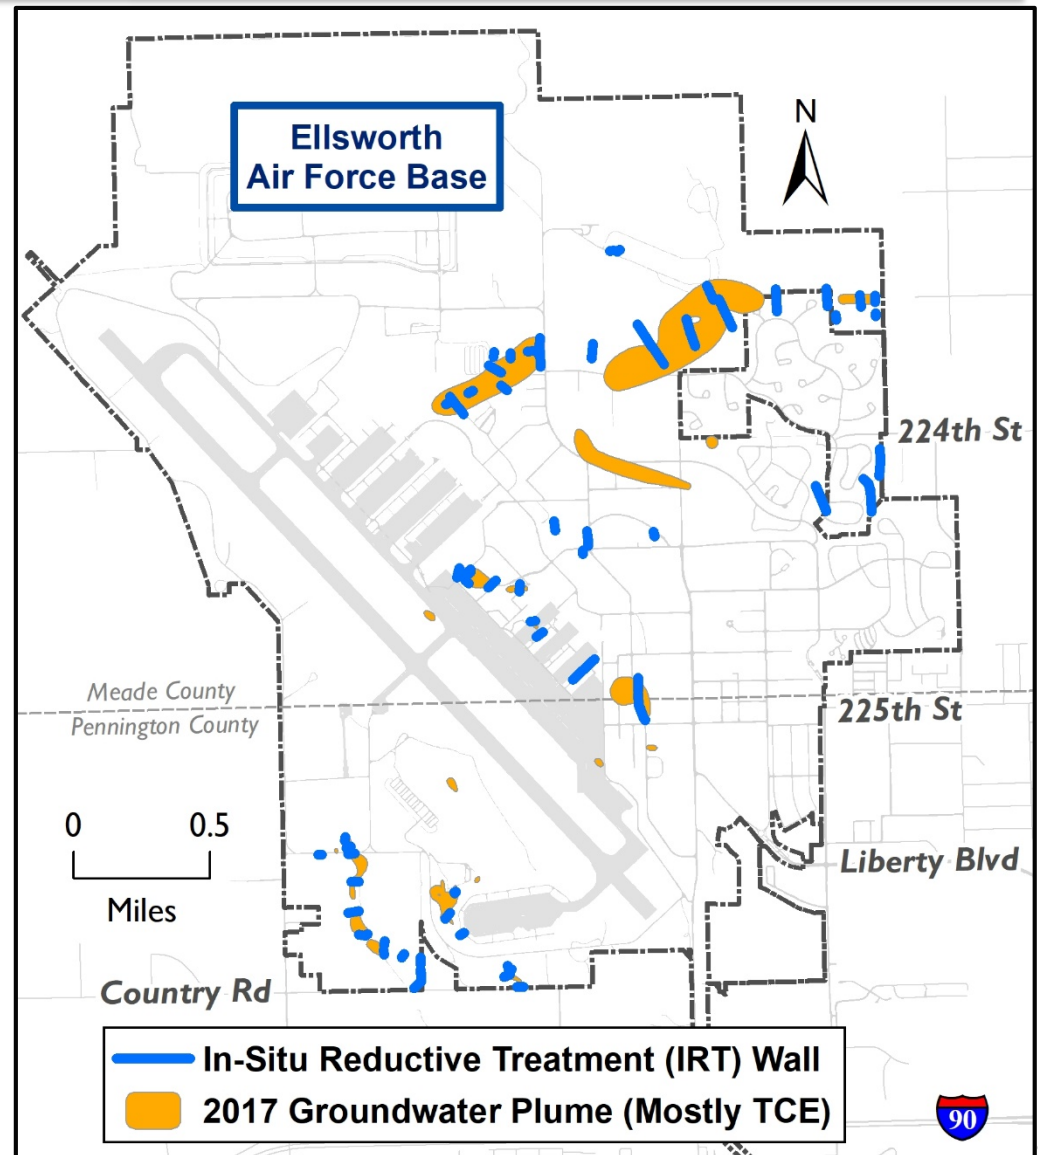 Ellsworth
Air Force Base
N
224th St
Meade County
Pennington County
225th St
0 0.5
Miles
Liberty Blvd
Country Rd
In-Situ Reductive Treatment (IRT) Wall
2017 Groundwater Plume (Mostly TCE)
90